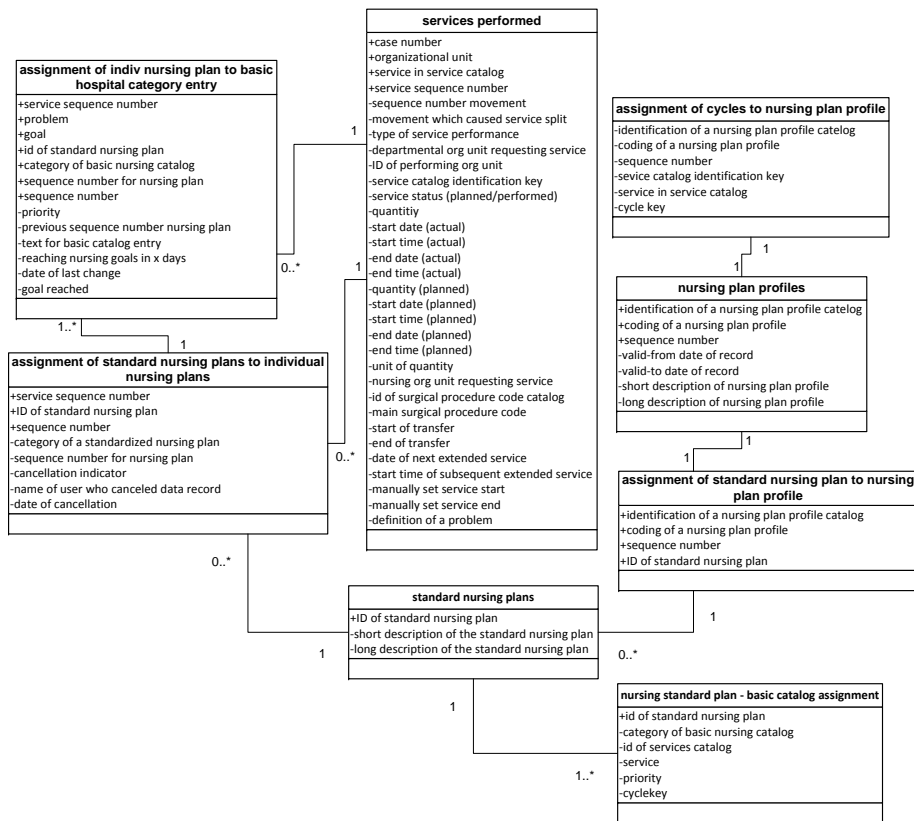 services performed
+case number
+organizational unit
+service in service catalog
+service sequence number
-sequence number movement
-movement which caused service split
-type of service performance
-departmental org unit requesting service
-ID of performing org unit
-service catalog identification key
-service status (planned/performed)
-quantitiy
-start date (actual)
-start time (actual)
-end date (actual)
-end time (actual)
-quantity (planned)
-start date (planned)
-start time (planned)
-end date (planned)
-end time (planned)
-unit of quantity
-nursing org unit requesting service
-id of surgical procedure code catalog
-main surgical procedure code
-start of transfer
-end of transfer
-date of next extended service
-start time of subsequent extended service
-manually set service start
-manually set service end
-definition of a problem
assignment of indiv nursing plan to basic
hospital category entry
+service sequence number
+problem
+goal
+id of standard nursing plan
+category of basic nursing catalog
+sequence number for nursing plan
+sequence number
-priority
-previous sequence number nursing plan
-text for basic catalog entry
-reaching nursing goals in x days
-date of last change
-goal reached
1
0..*
1
0..*
1..*
1
assignment of standard nursing plans to individual
nursing plans
+service sequence number
+ID of standard nursing plan
+sequence number
-category of a standardized nursing plan
-sequence number for nursing plan
-cancellation indicator
-name of user who canceled data record
-date of cancellation
0..*
1
assignment of cycles to nursing plan profile
-identification of a nursing plan profile catelog
-coding of a nursing plan profile
-sequence number
-sevice catalog identification key
-service in service catalog
-cycle key
1
1
nursing plan profiles
+identification of a nursing plan profile catelog
+coding of a nursing plan profile
+sequence number
-valid-from date of record
-valid-to date of record
-short description of nursing plan profile
-long description of nursing plan profile
1
1
assignment of standard nursing plan to nursing
plan profile
+identification of a nursing plan profile catalog
+coding of a nursing plan profile
+sequence number
+ID of standard nursing plan
1
0..*
standard nursing plans
+ID of standard nursing plan
-short description of the standard nursing plan
-long description of the standard nursing plan
1
1..*
nursing standard plan - basic catalog assignment
+id of standard nursing plan
-category of basic nursing catalog
-id of services catalog
-service
-priority
-cyclekey